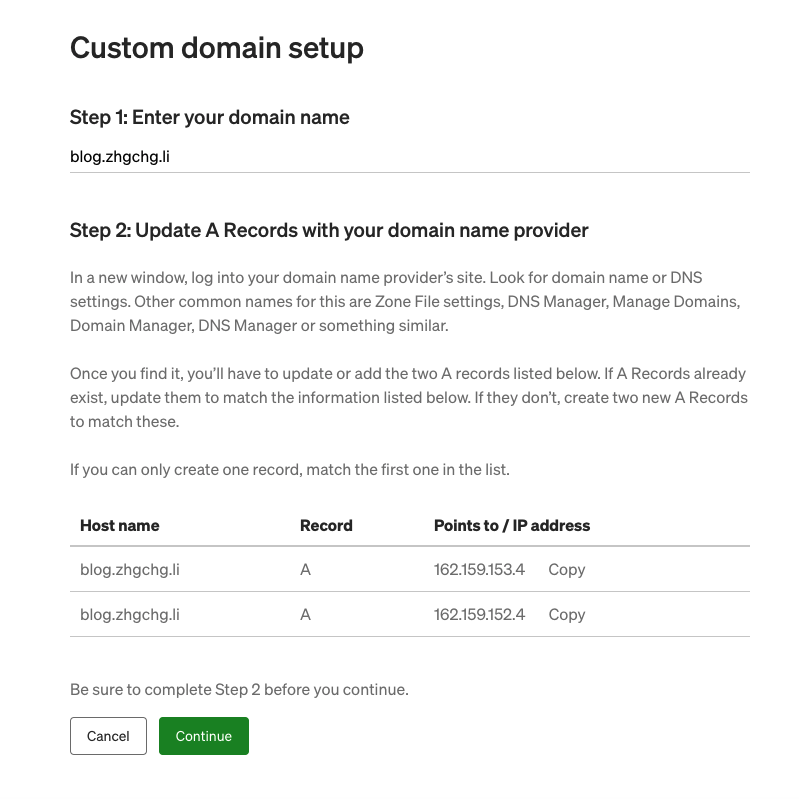 Custom domain setup
Step 1: Enter your domain name
blog.zhgchg.li
Step 2: Update A Records with your domain name provider
In a new window, log into your domain name provider’s site. Look for domain name or DNS
settings. Other common names for this are Zone File settings, DNS Manager, Manage Domains,
Domain Manager, DNS Manager or something similar.
Once you find it, you’ll have to update or add the two A records listed below. If A Records already
exist, update them to match the information listed below. If they don’t, create two new A Records
to match these.
If you can only create one record, match the first one in the list.
Host name Record Points to / IP address
blog.zhgchg.li A 162.159.153.4 Copy
blog.zhgchg.li A 162.159.152.4 Copy
Be sure to complete Step 2 before you continue.
Cancel Continue